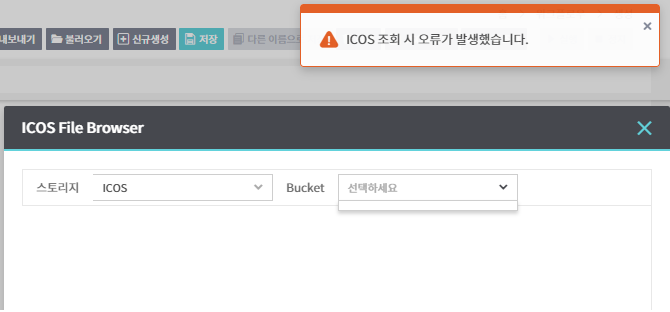 내보내기 불러오기 신규생성 저장 다른 이름으로
ICOS 조회 시 오류가 발생했습니다.
ICOS File Browser
스토리지 ICOS Bucket 선택하세요